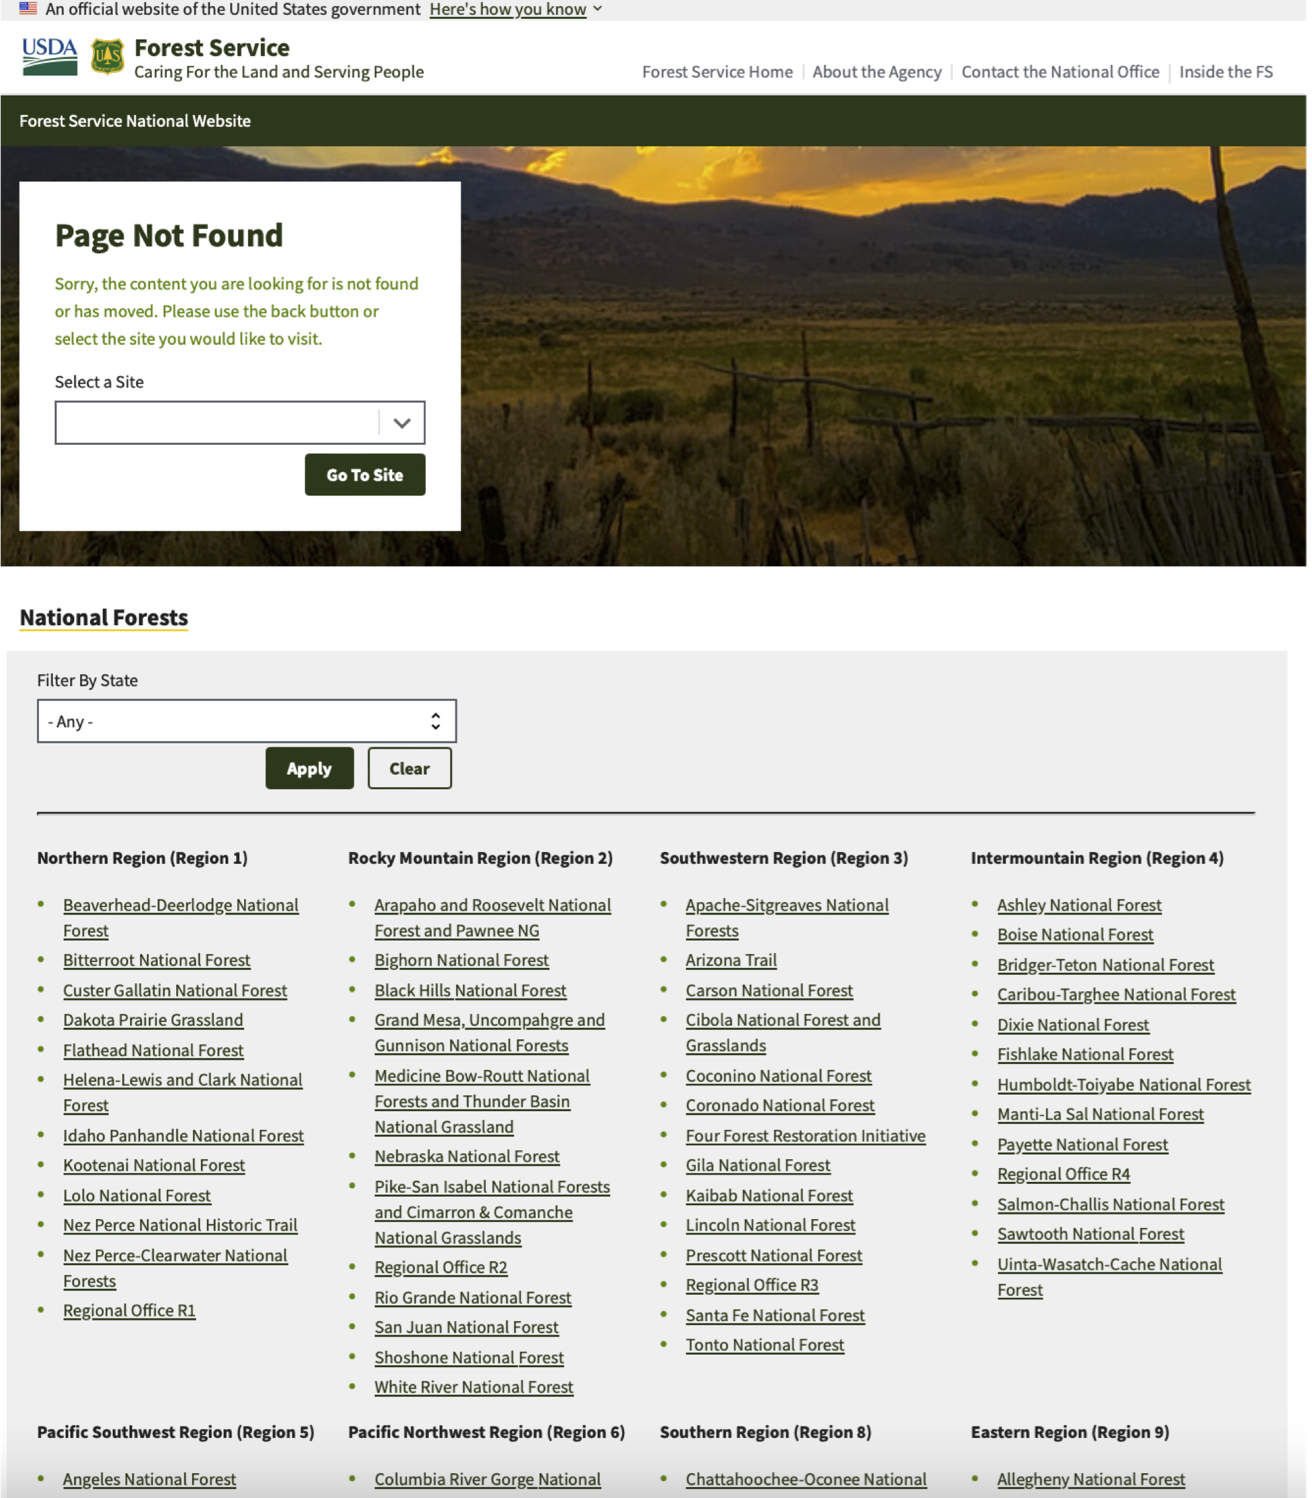 An official website of the United States government Here's how you know
USDA
UAS
Forest Service
Caring For the Land and Serving People
Forest Service Home
About the Agency
Contact the National Office
Inside the FS
Forest Service National Website
Page Not Found
Sorry, the content you are looking for is not found
or has moved. Please use the back button or
select the site you would like to visit.
Select a Site
Go To Site
National Forests
Filter By State
- Any -
Apply
Clear
Northern Region (Region 1)
Beaverhead-Deerlodge National
Forest
Bitterroot National Forest
Custer Gallatin National Forest
Dakota Prairie Grassland
Flathead National Forest
Helena-Lewis and Clark National
Forest
Idaho Panhandle National Forest
Kootenai National Forest
Lolo National Forest
Nez Perce National Historic Trail
Nez Perce-Clearwater National
Forests
Regional Office R1
Rocky Mountain Region (Region 2)
Arapaho and Roosevelt National
Forest and Pawnee NG
Bighorn National Forest
Black Hills National Forest
Grand Mesa, Uncompahgre and
Gunnison National Forests
Medicine Bow-Routt National
Forests and Thunder Basin
National Grassland
Nebraska National Forest
Pike-San Isabel National Forests
and Cimarron & Comanche
National Grasslands
Regional Office R2
Rio Grande National Forest
San Juan National Forest
Shoshone National Forest
White River National Forest
Southwestern Region (Region 3)
Apache-Sitgreaves National
Forests
Arizona Trail
Carson National Forest
Cibola National Forest and
Grasslands
Coconino National Forest
Coronado National Forest
Four Forest Restoration Initiative
Gila National Forest
Kaibab National Forest
Lincoln National Forest
Prescott National Forest
Regional Office R3
Santa Fe National Forest
Tonto National Forest
Intermountain Region (Region 4)
Ashley National Forest
Boise National Forest
Bridger-Teton National Forest
Caribou-Targhee National Forest
Dixie National Forest
Fishlake National Forest
Humboldt-Toiyabe National Forest
Manti-La Sal National Forest
Payette National Forest
Regional Office R4
Salmon-Challis National Forest
Sawtooth National Forest
Uinta-Wasatch-Cache National
Forest
Pacific Southwest Region (Region 5)
Angeles National Forest
Pacific Northwest Region (Region 6)
Columbia River Gorge National
Southern Region (Region 8)
Chattahoochee-Oconee National
Eastern Region (Region 9)
Allegheny National Forest